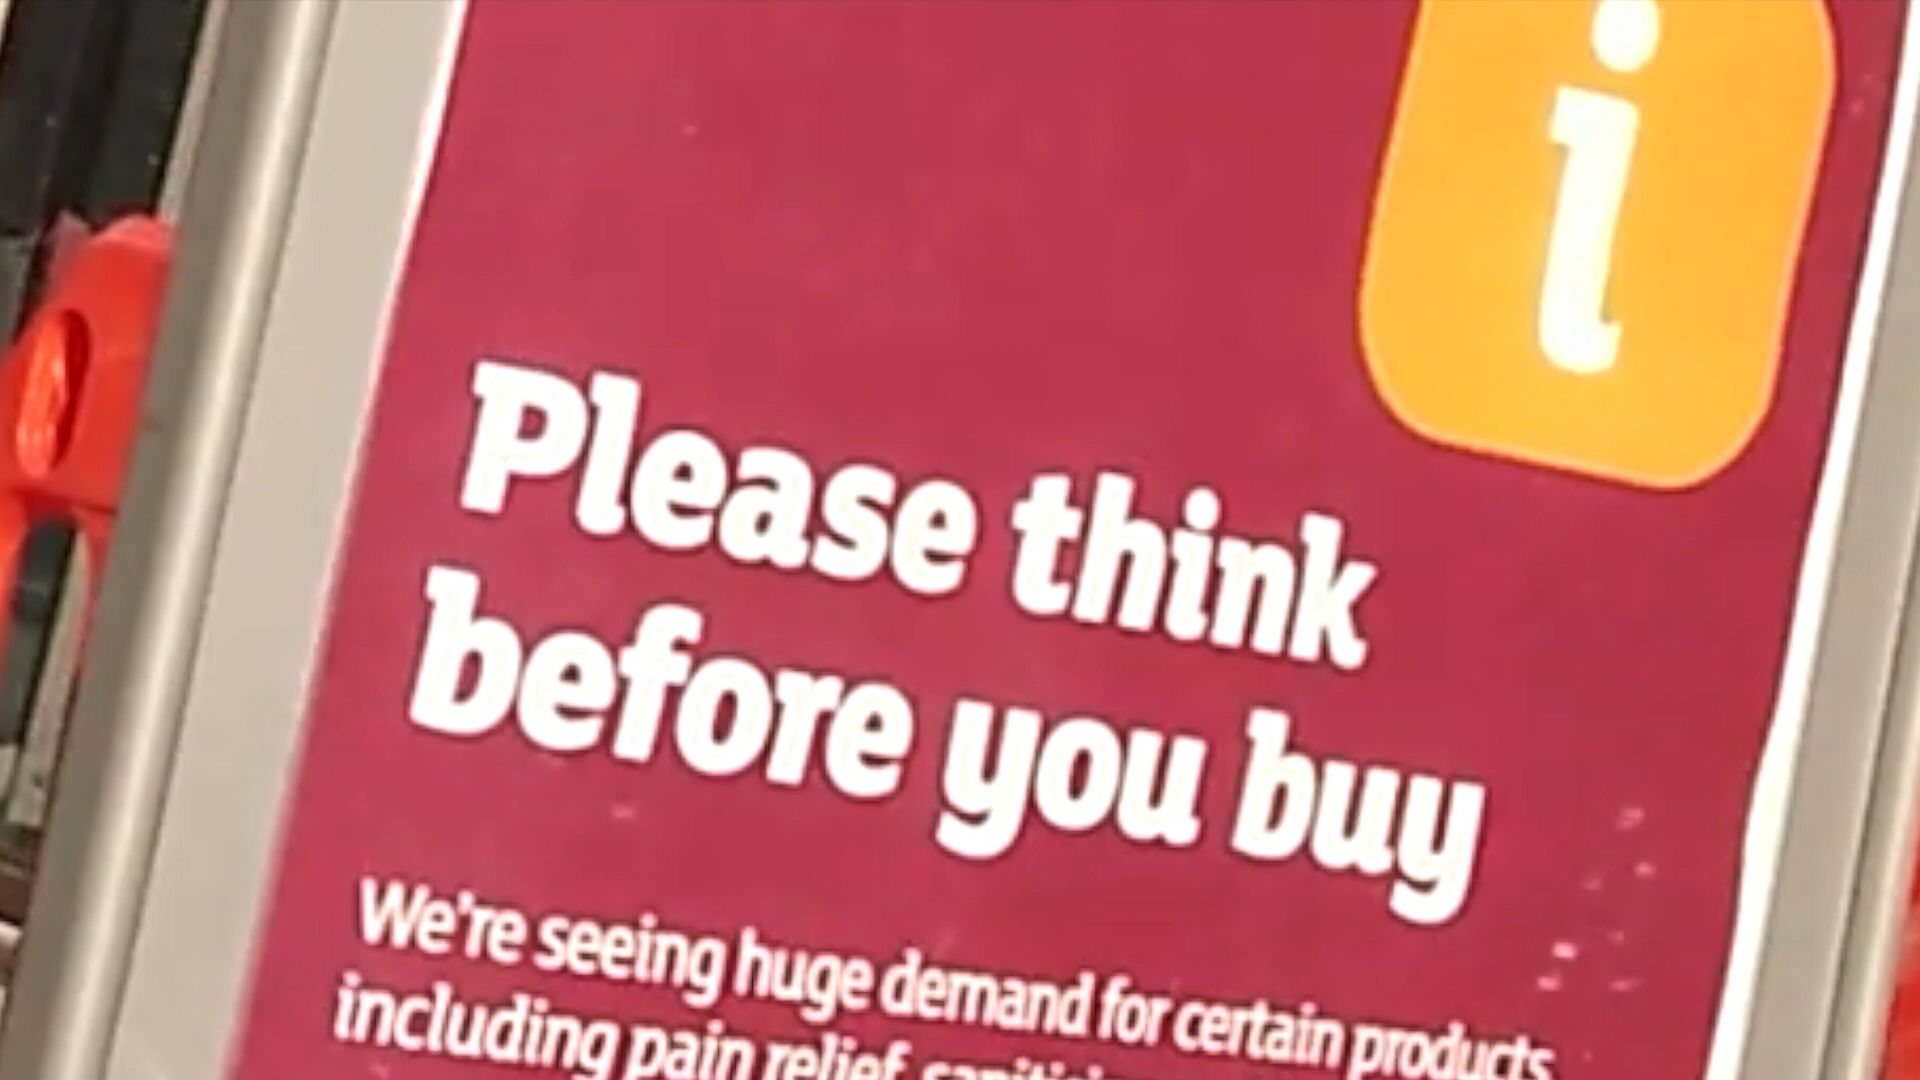 i
Please think
before you buy
We're seeing huge demand for certain products
including pain relief,